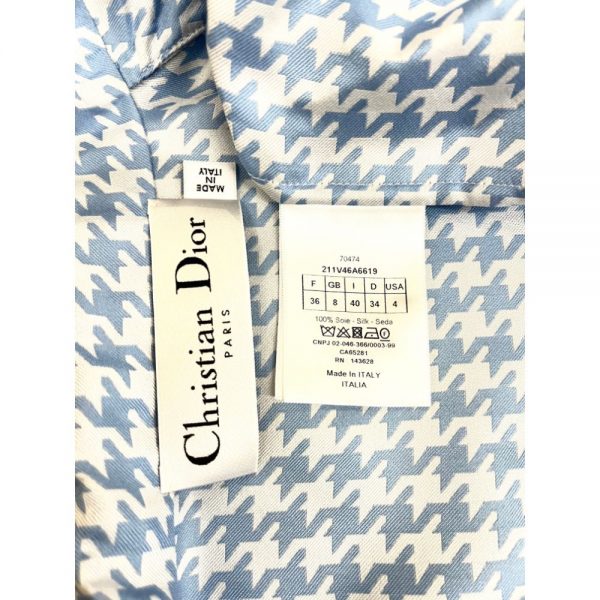 MADE
IN
ITALY
Christian Dior
PARIS
70474
211V46A6619
F GB I D USA
36 8 40 34 4
100% Soie - Silk - Seda
CNPJ 02-046-366/0003-99
CA65281
RN 143628
Made In ITALY
ITALIA